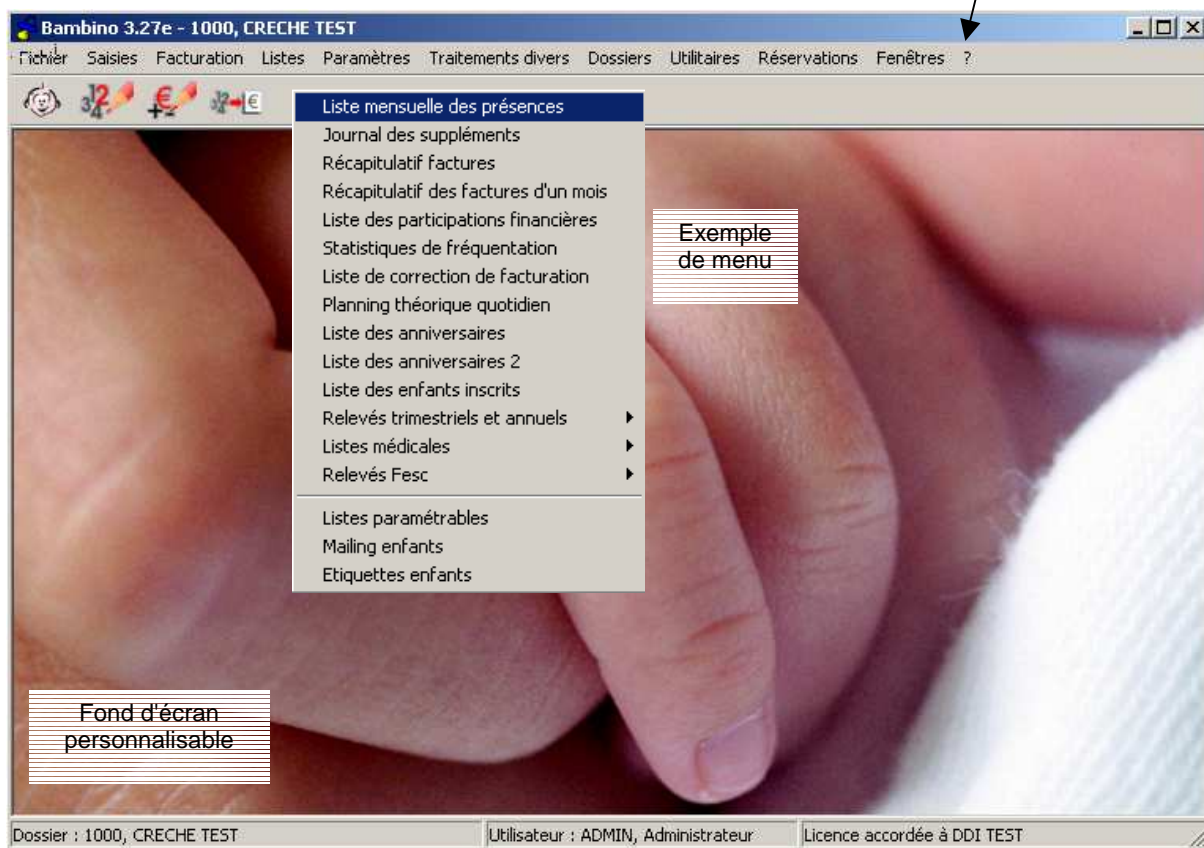 Bambino 3.27e - 1000, CRECHE TEST
Fichier Saisies Facturation Listes Paramètres Traitements divers Dossiers Utilitaires Réservations Fenêtres ?
Liste mensuelle des présences
Journal des suppléments
Récapitulatif factures
Récapitulatif des factures d'un mois
Liste des participations financières
Statistiques de fréquentation
Liste de correction de facturation
Planning théorique quotidien
Liste des anniversaires
Liste des anniversaires 2
Liste des enfants inscrits
Relevés trimestriels et annuels
Listes médicales
Relevés Fesc
Listes paramétrables
Mailing enfants
Etiquettes enfants
Exemple
de menu
Fond d'écran
personnalisable
Dossier : 1000, CRECHE TEST Utilisateur : ADMIN, Administrateur Licence accordée à DDI TEST